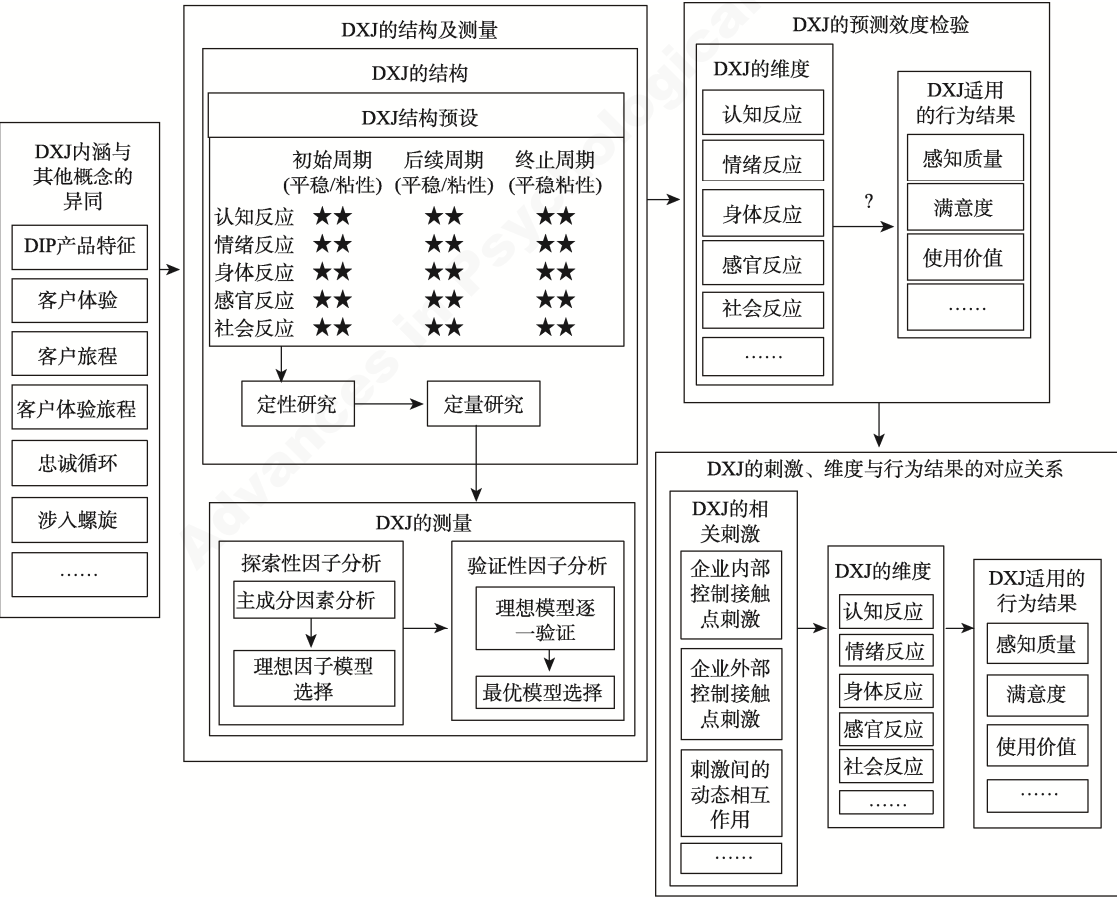 DXJ内涵与
其他概念的
异同
DIP产品特征
客户体验
客户旅程
客户体验旅程
忠诚循环
涉入螺旋
……
DXJ的结构及测量
DXJ的结构
DXJ结构预设
初始周期 后续周期 终止周期
(平稳/粘性) (平稳/粘性) (平稳粘性)
认知反应 ★★ ★★ ★★
情绪反应 ★★ ★★ ★★
身体反应 ★★ ★★ ★★
感官反应 ★★ ★★ ★★
社会反应 ★★ ★★ ★★
定性研究
定量研究
DXJ的测量
探索性因子分析
主成分因素分析
理想因子模型
选择
验证性因子分析
理想模型逐
一验证
最优模型选择
DXJ的预测效度检验
DXJ的维度
认知反应
情绪反应
身体反应
感官反应
社会反应
……
?
DXJ适用
的行为结果
感知质量
满意度
使用价值
……
DXJ的刺激、维度与行为结果的对应关系
DXJ的相
关刺激
企业内部
控制接触
点刺激
企业外部
控制接触
点刺激
刺激间的
动态相互
作用
……
DXJ的维度
认知反应
情绪反应
身体反应
感官反应
社会反应
……
DXJ适用的
行为结果
感知质量
满意度
使用价值
……
Advances in Psychological